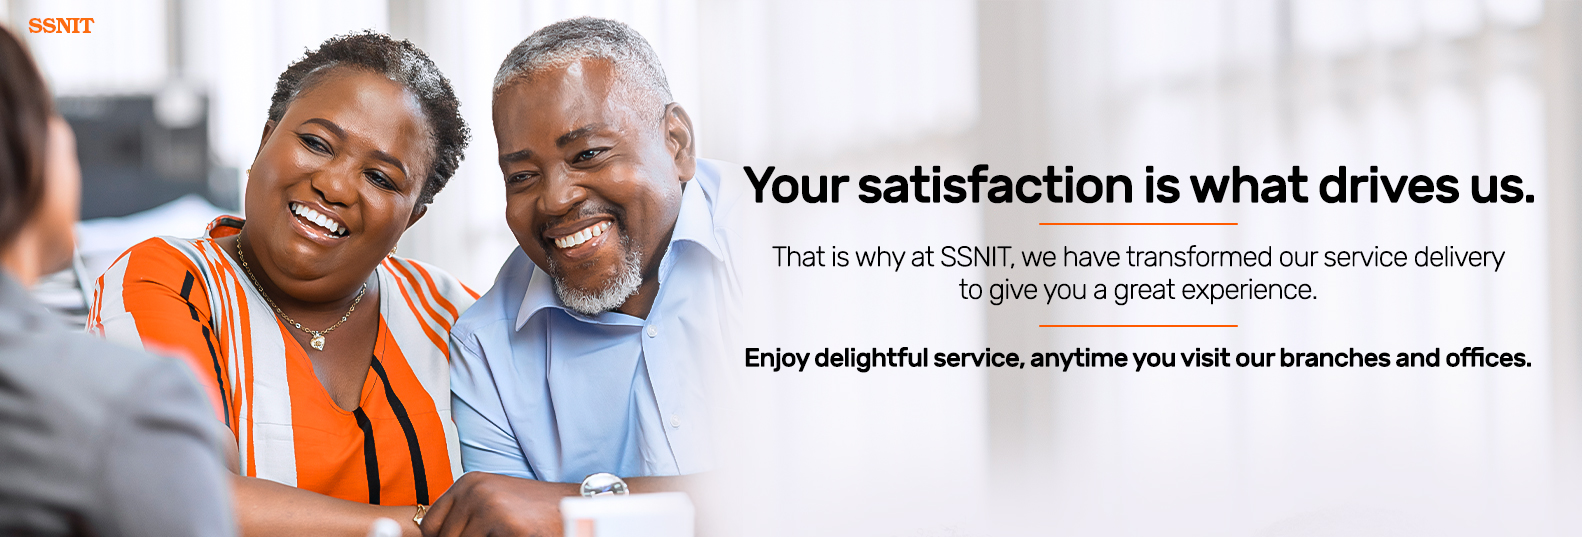 SSNIT
Your satisfaction is what drives us.
That is why at SSNIT, we have transformed our service delivery
to give you a great experience.
Enjoy delightful service, anytime you visit our branches and offices.